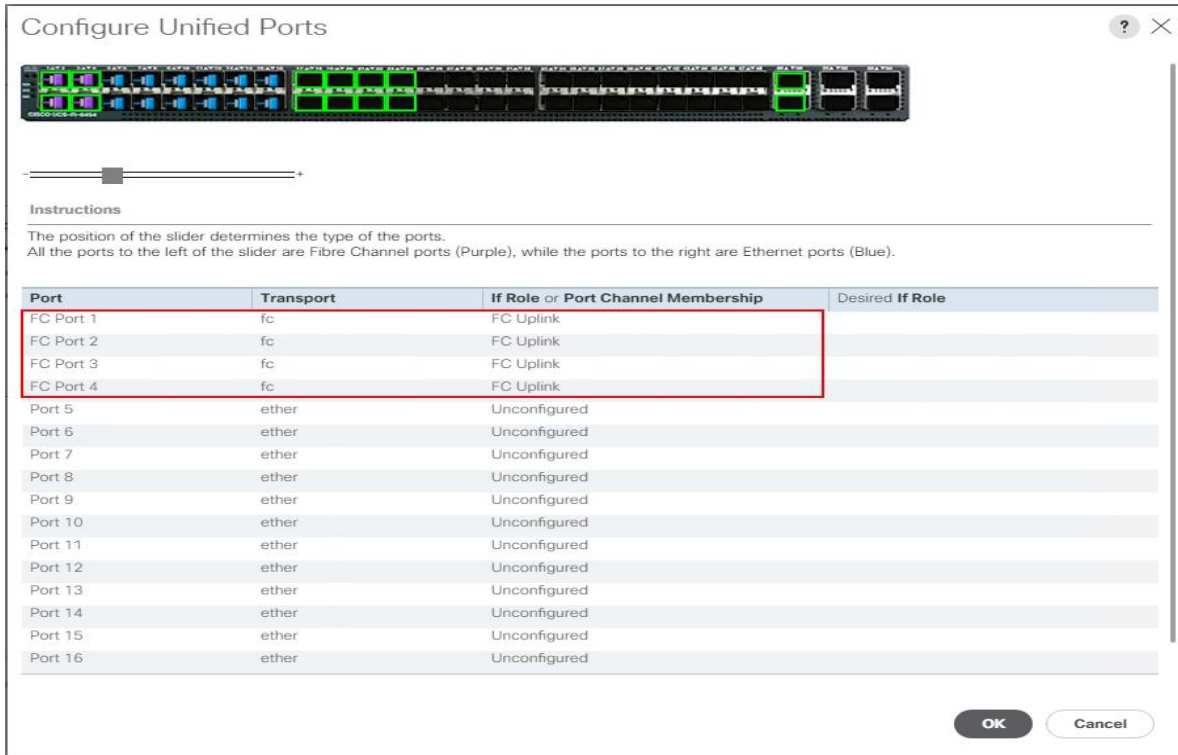 Configure Unified Ports
?
CISCO UCS-FI-6454
- +
Instructions
The position of the slider determines the type of the ports.
All the ports to the left of the slider are Fibre Channel ports (Purple), while the ports to the right are Ethernet ports (Blue).
Port Transport If Role or Port Channel Membership Desired If Role
FC Port 1 fc FC Uplink
FC Port 2 fc FC Uplink
FC Port 3 fc FC Uplink
FC Port 4 fc FC Uplink
Port 5 ether Unconfigured
Port 6 ether Unconfigured
Port 7 ether Unconfigured
Port 8 ether Unconfigured
Port 9 ether Unconfigured
Port 10 ether Unconfigured
Port 11 ether Unconfigured
Port 12 ether Unconfigured
Port 13 ether Unconfigured
Port 14 ether Unconfigured
Port 15 ether Unconfigured
Port 16 ether Unconfigured
OK Cancel